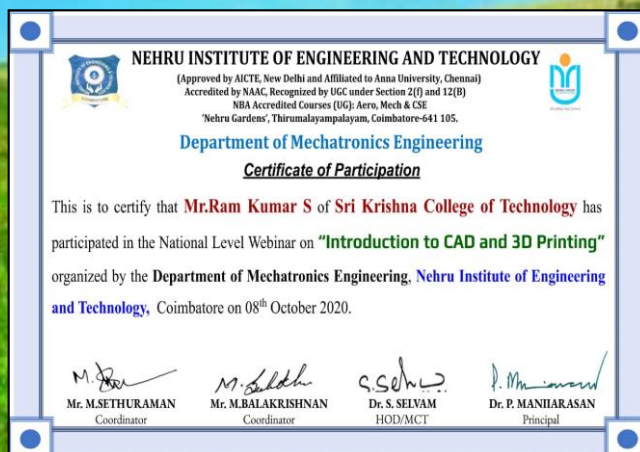 NEHRU INSTITUTE OF ENGINEERING AND TECHNOLOGY
(Approved by AICTE, New Delhi and Affiliated to Anna University, Chennai)
Accredited by NAAC, Recognized by UGC under Section 2(f) and 12(B)
NBA Accredited Courses (UG): Aero, Mech & CSE
'Nehru Gardens', Thirumalayampalayam, Coimbatore-641 105.
Department of Mechatronics Engineering
Certificate of Participation
This is to certify that Mr.Ram Kumar S of Sri Krishna College of Technology has
participated in the National Level Webinar on “Introduction to CAD and 3D Printing”
organized by the Department of Mechatronics Engineering, Nehru Institute of Engineering
and Technology, Coimbatore on 08th October 2020.
Mr. M.SETHURAMAN Mr. M.BALAKRISHNAN Dr. S. SELVAM Dr. P. MANIIARASAN
Coordinator Coordinator HOD/MCT Principal